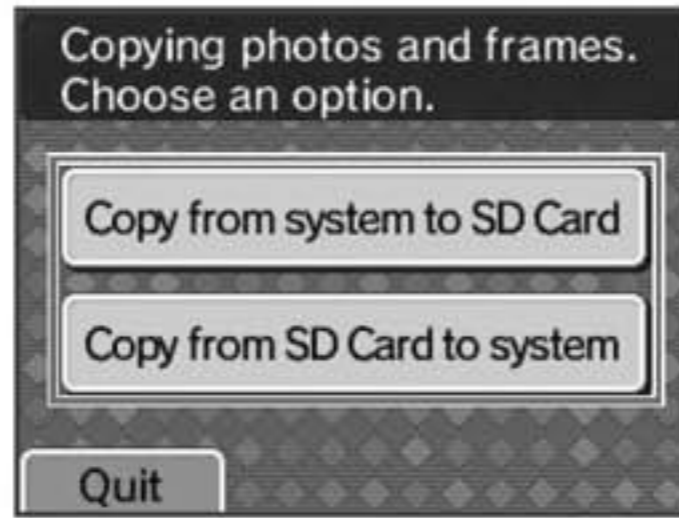 Copying photos and frames.
Choose an option.
Copy from system to SD Card
Copy from SD Card to system
Quit